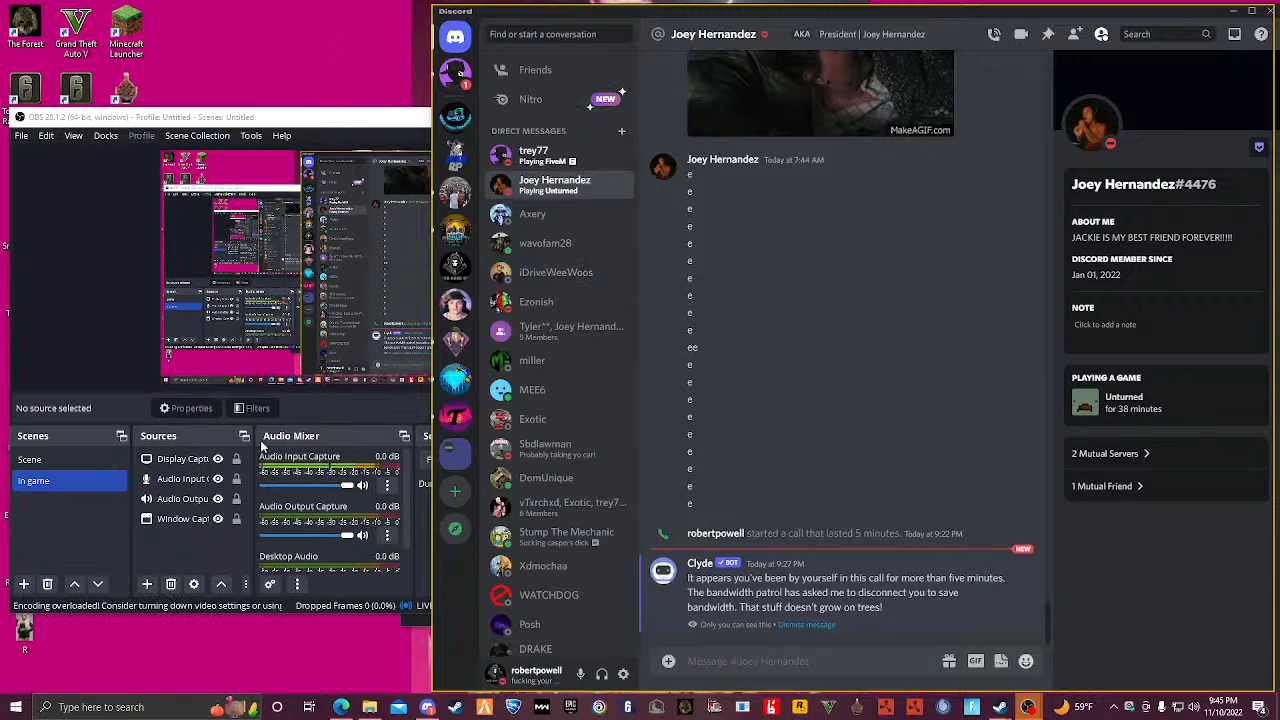 The Forest
Grand Theft Auto V
Minecraft Launcher
OBS 28.1.2 (64-bit, windows) - Profile: Untitled - Scenes: Untitled
File Edit View Docks Profile Scene Collection Tools Help
No source selected
Properties
Filters
Scenes
Scene
In game
Sources
Display Capt
Audio Input C
Audio Output
Window Capt
Audio Mixer
Audio Input Capture 0.0 dB
Audio Output Capture 0.0 dB
Desktop Audio 0.0 dB
Encoding overloaded! Consider turning down video settings or using
Dropped Frames 0 (0.0%)
LIVE
R
Discord
Find or start a conversation
Friends
Nitro
NEW
DIRECT MESSAGES
trey77
Playing FiveM
Joey Hernandez
Playing Unturned
Axery
wavofam28
iDriveWeeWoos
Ezonish
Tyler^^, Joey Hernand...
5 Members
miller
MEE6
Exotic
Sbdlawman
Probabling taking yo car!
DomUnique
vTxrchxd, Exotic, trey7...
6 Members
Stump The Mechanic
Sucking caspers dick
Xdmochaa
WATCHDOG
Posh
DRAKE
robertpowell
fucking your ...
Joey Hernandez
AKA President | Joey Hernandez
Search
MakeAGIF.com
Joey Hernandez Today at 7:44 AM
e
e
e
e
e
e
e
e
e
e
ee
e
e
e
e
e
e
e
e
e
robertpowell started a call that lasted 5 minutes. Today at 9:22 PM
NEW
Clyde BOT Today at 9:27 PM
It appears you've been by yourself in this call for more than five minutes.
The bandwidth patrol has asked me to disconnect you to save
bandwidth. That stuff doesn't grow on trees!
Only you can see this • Dismiss message
Message @Joey Hernandez
GIF
Joey Hernandez#4476
ABOUT ME
JACKIE IS MY BEST FRIEND FOREVER!!!!!
DISCORD MEMBER SINCE
Jan 01, 2022
NOTE
Click to add a note
PLAYING A GAME
Unturned
for 38 minutes
2 Mutual Servers
1 Mutual Friend
Type here to search
59°F
9:45 PM
11/10/2022